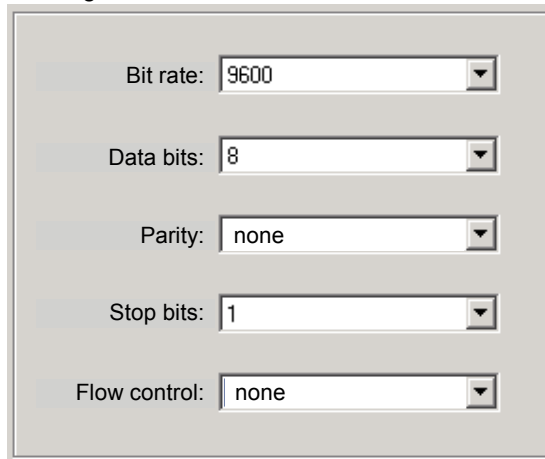 Bit rate: 9600
Data bits: 8
Parity: none
Stop bits: 1
Flow control: none